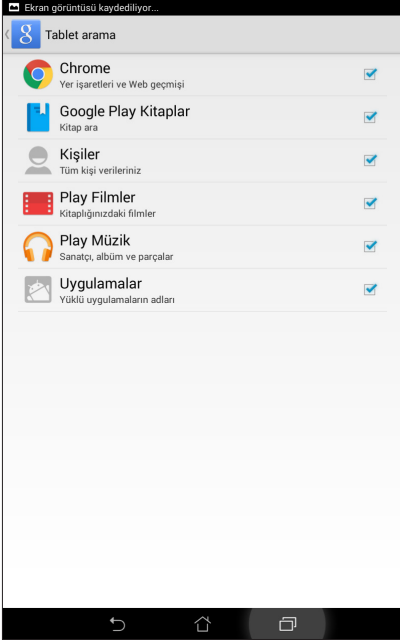 Ekran görüntüsü kaydediliyor...
Tablet arama
Chrome
Yer işaretleri ve Web geçmişi
Google Play Kitaplar
Kitap ara
Kişiler
Tüm kişi verileriniz
Play Filmler
Kitaplığınızdaki filmler
Play Müzik
Sanatçı, albüm ve parçalar
Uygulamalar
Yüklü uygulamaların adları